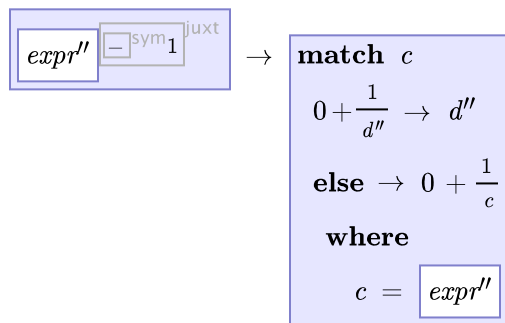 expr″ − sym 1 juxt → match c
0 + 1/d″ → d″
else → 0 + 1/c
where
c = expr″